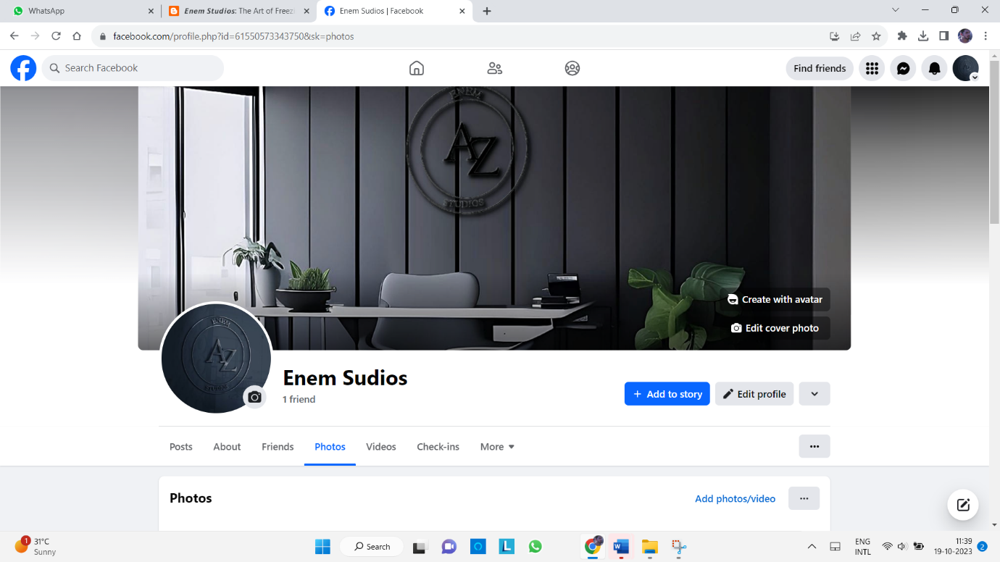 WhatsApp
Enem Studios: The Art of Freezi
Enem Sudios | Facebook
facebook.com/profile.php?id=61550573343750&sk=photos
Search Facebook
Find friends
ENEM
AZ
STUDIOS
Create with avatar
Edit cover photo
ENEM
AZ
STUDIOS
Enem Sudios
1 friend
+ Add to story
Edit profile
Posts About Friends Photos Videos Check-ins More
Photos
Add photos/video
1
31°C
Sunny
Search
L
W
ENG
INTL
11:39
19-10-2023
2